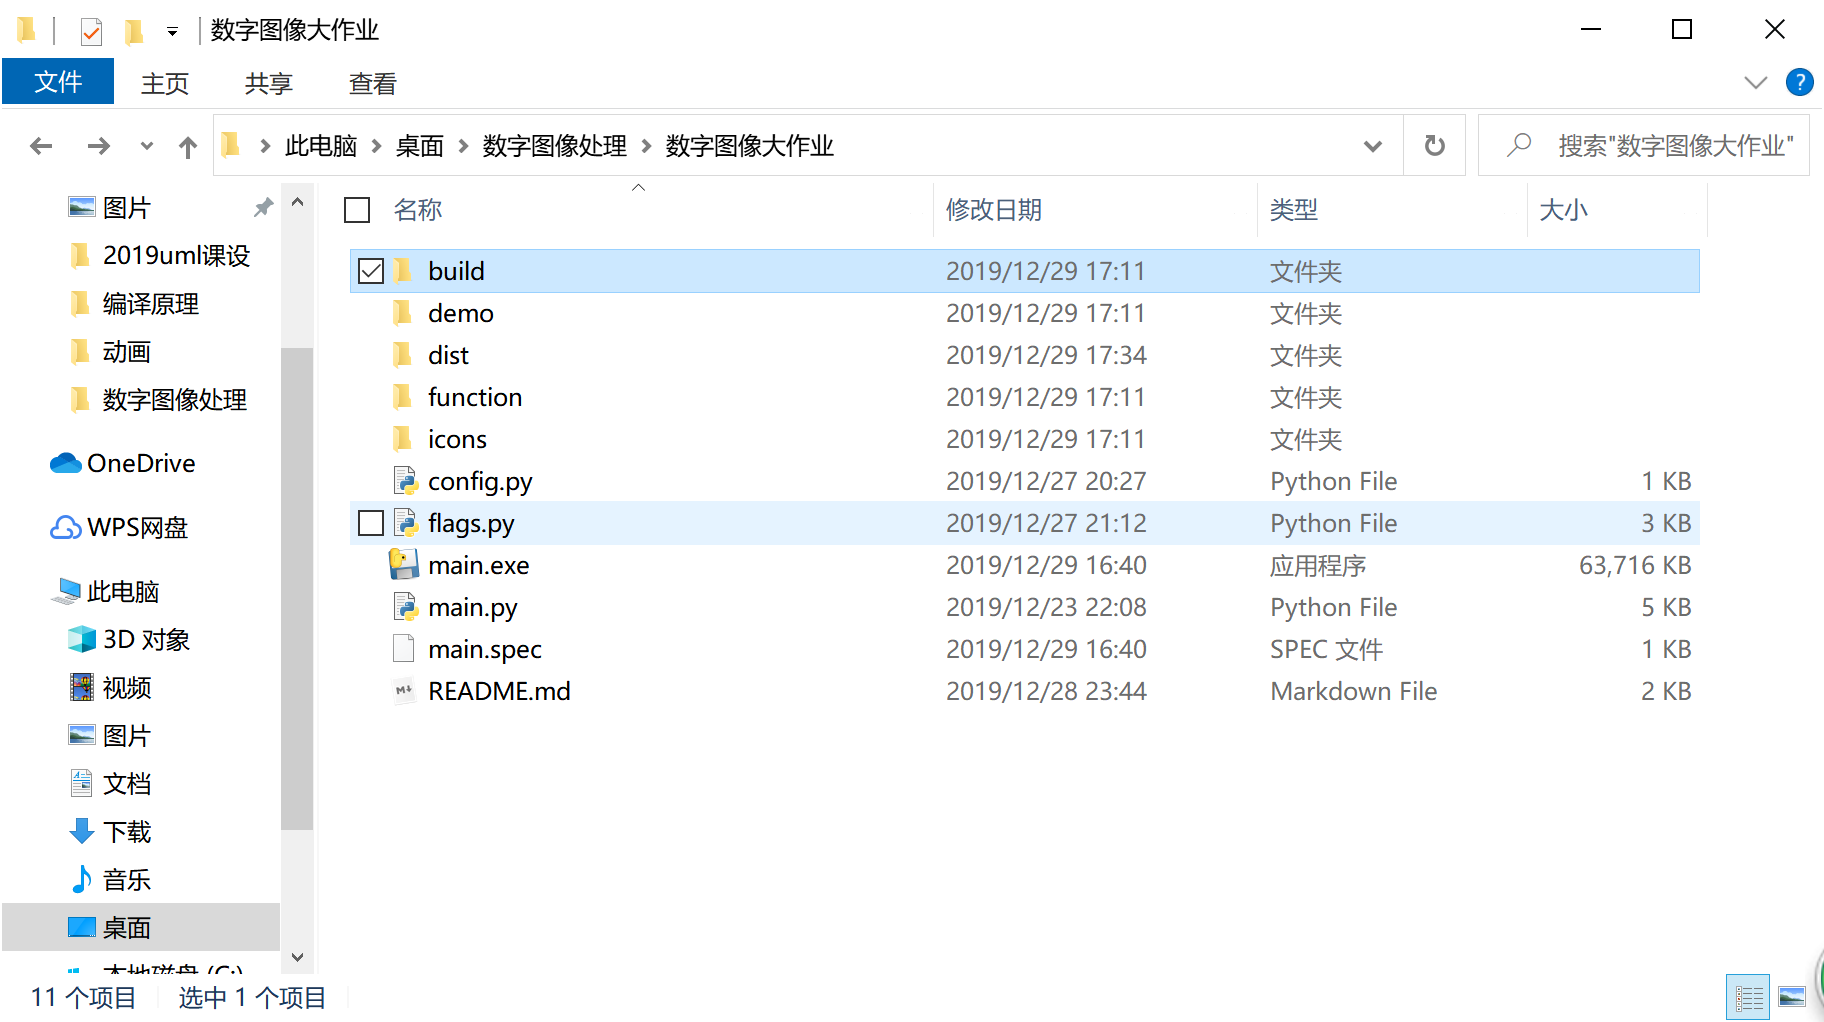 数字图像大作业
文件 主页 共享 查看
?
此电脑 桌面 数字图像处理 数字图像大作业
搜索"数字图像大作业"
图片
2019uml课设
编译原理
动画
数字图像处理
OneDrive
WPS网盘
此电脑
3D 对象
视频
图片
文档
下载
音乐
桌面
本地磁盘 (C:)
名称 修改日期 类型 大小
build 2019/12/29 17:11 文件夹
demo 2019/12/29 17:11 文件夹
dist 2019/12/29 17:34 文件夹
function 2019/12/29 17:11 文件夹
icons 2019/12/29 17:11 文件夹
config.py 2019/12/27 20:27 Python File 1 KB
flags.py 2019/12/27 21:12 Python File 3 KB
main.exe 2019/12/29 16:40 应用程序 63,716 KB
main.py 2019/12/23 22:08 Python File 5 KB
main.spec 2019/12/29 16:40 SPEC 文件 1 KB
README.md 2019/12/28 23:44 Markdown File 2 KB
11 个项目 选中 1 个项目